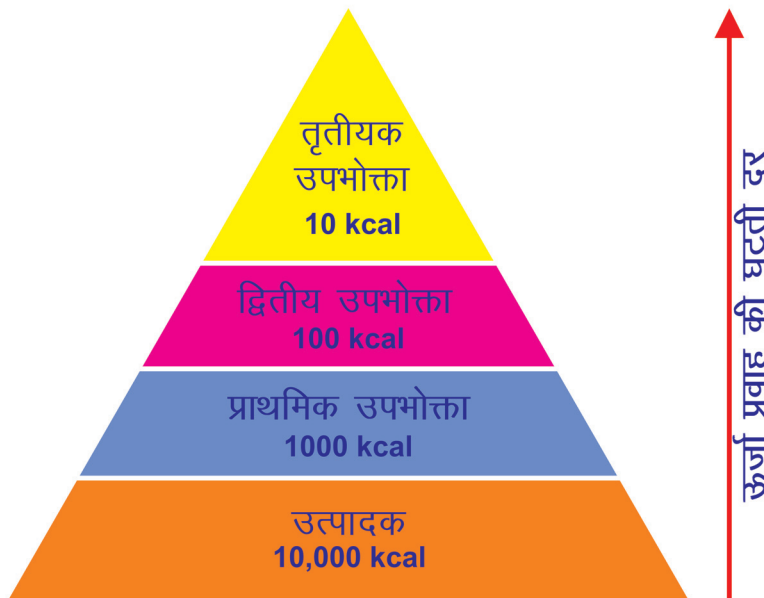 तृतीयक
उपभोक्ता
10 kcal
द्वितीय उपभोक्ता
100 kcal
प्राथमिक उपभोक्ता
1000 kcal
उत्पादक
10,000 kcal
ऊर्जा प्रवाह की घटती दर